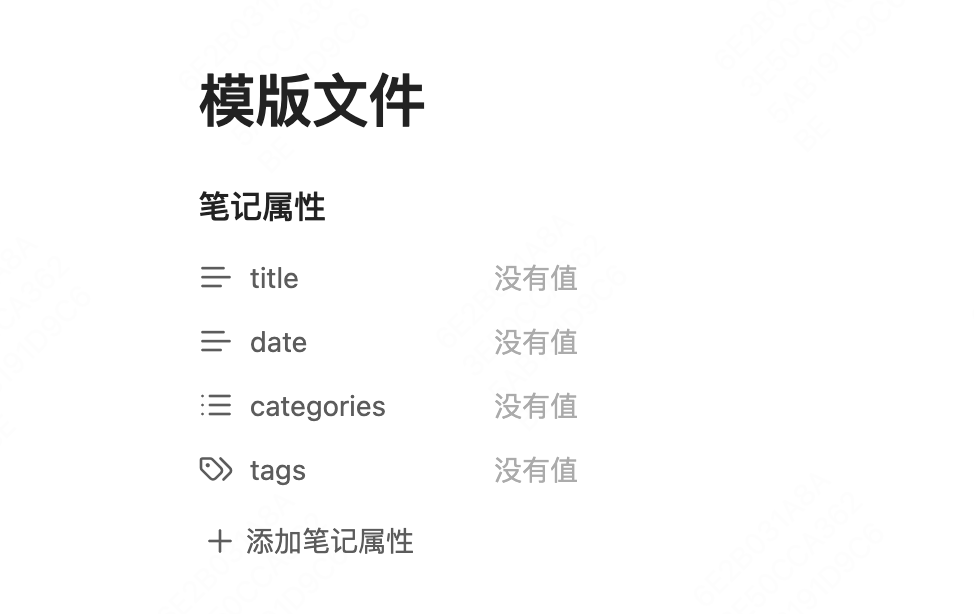 模版文件
笔记属性
title 没有值
date 没有值
categories 没有值
tags 没有值
添加笔记属性